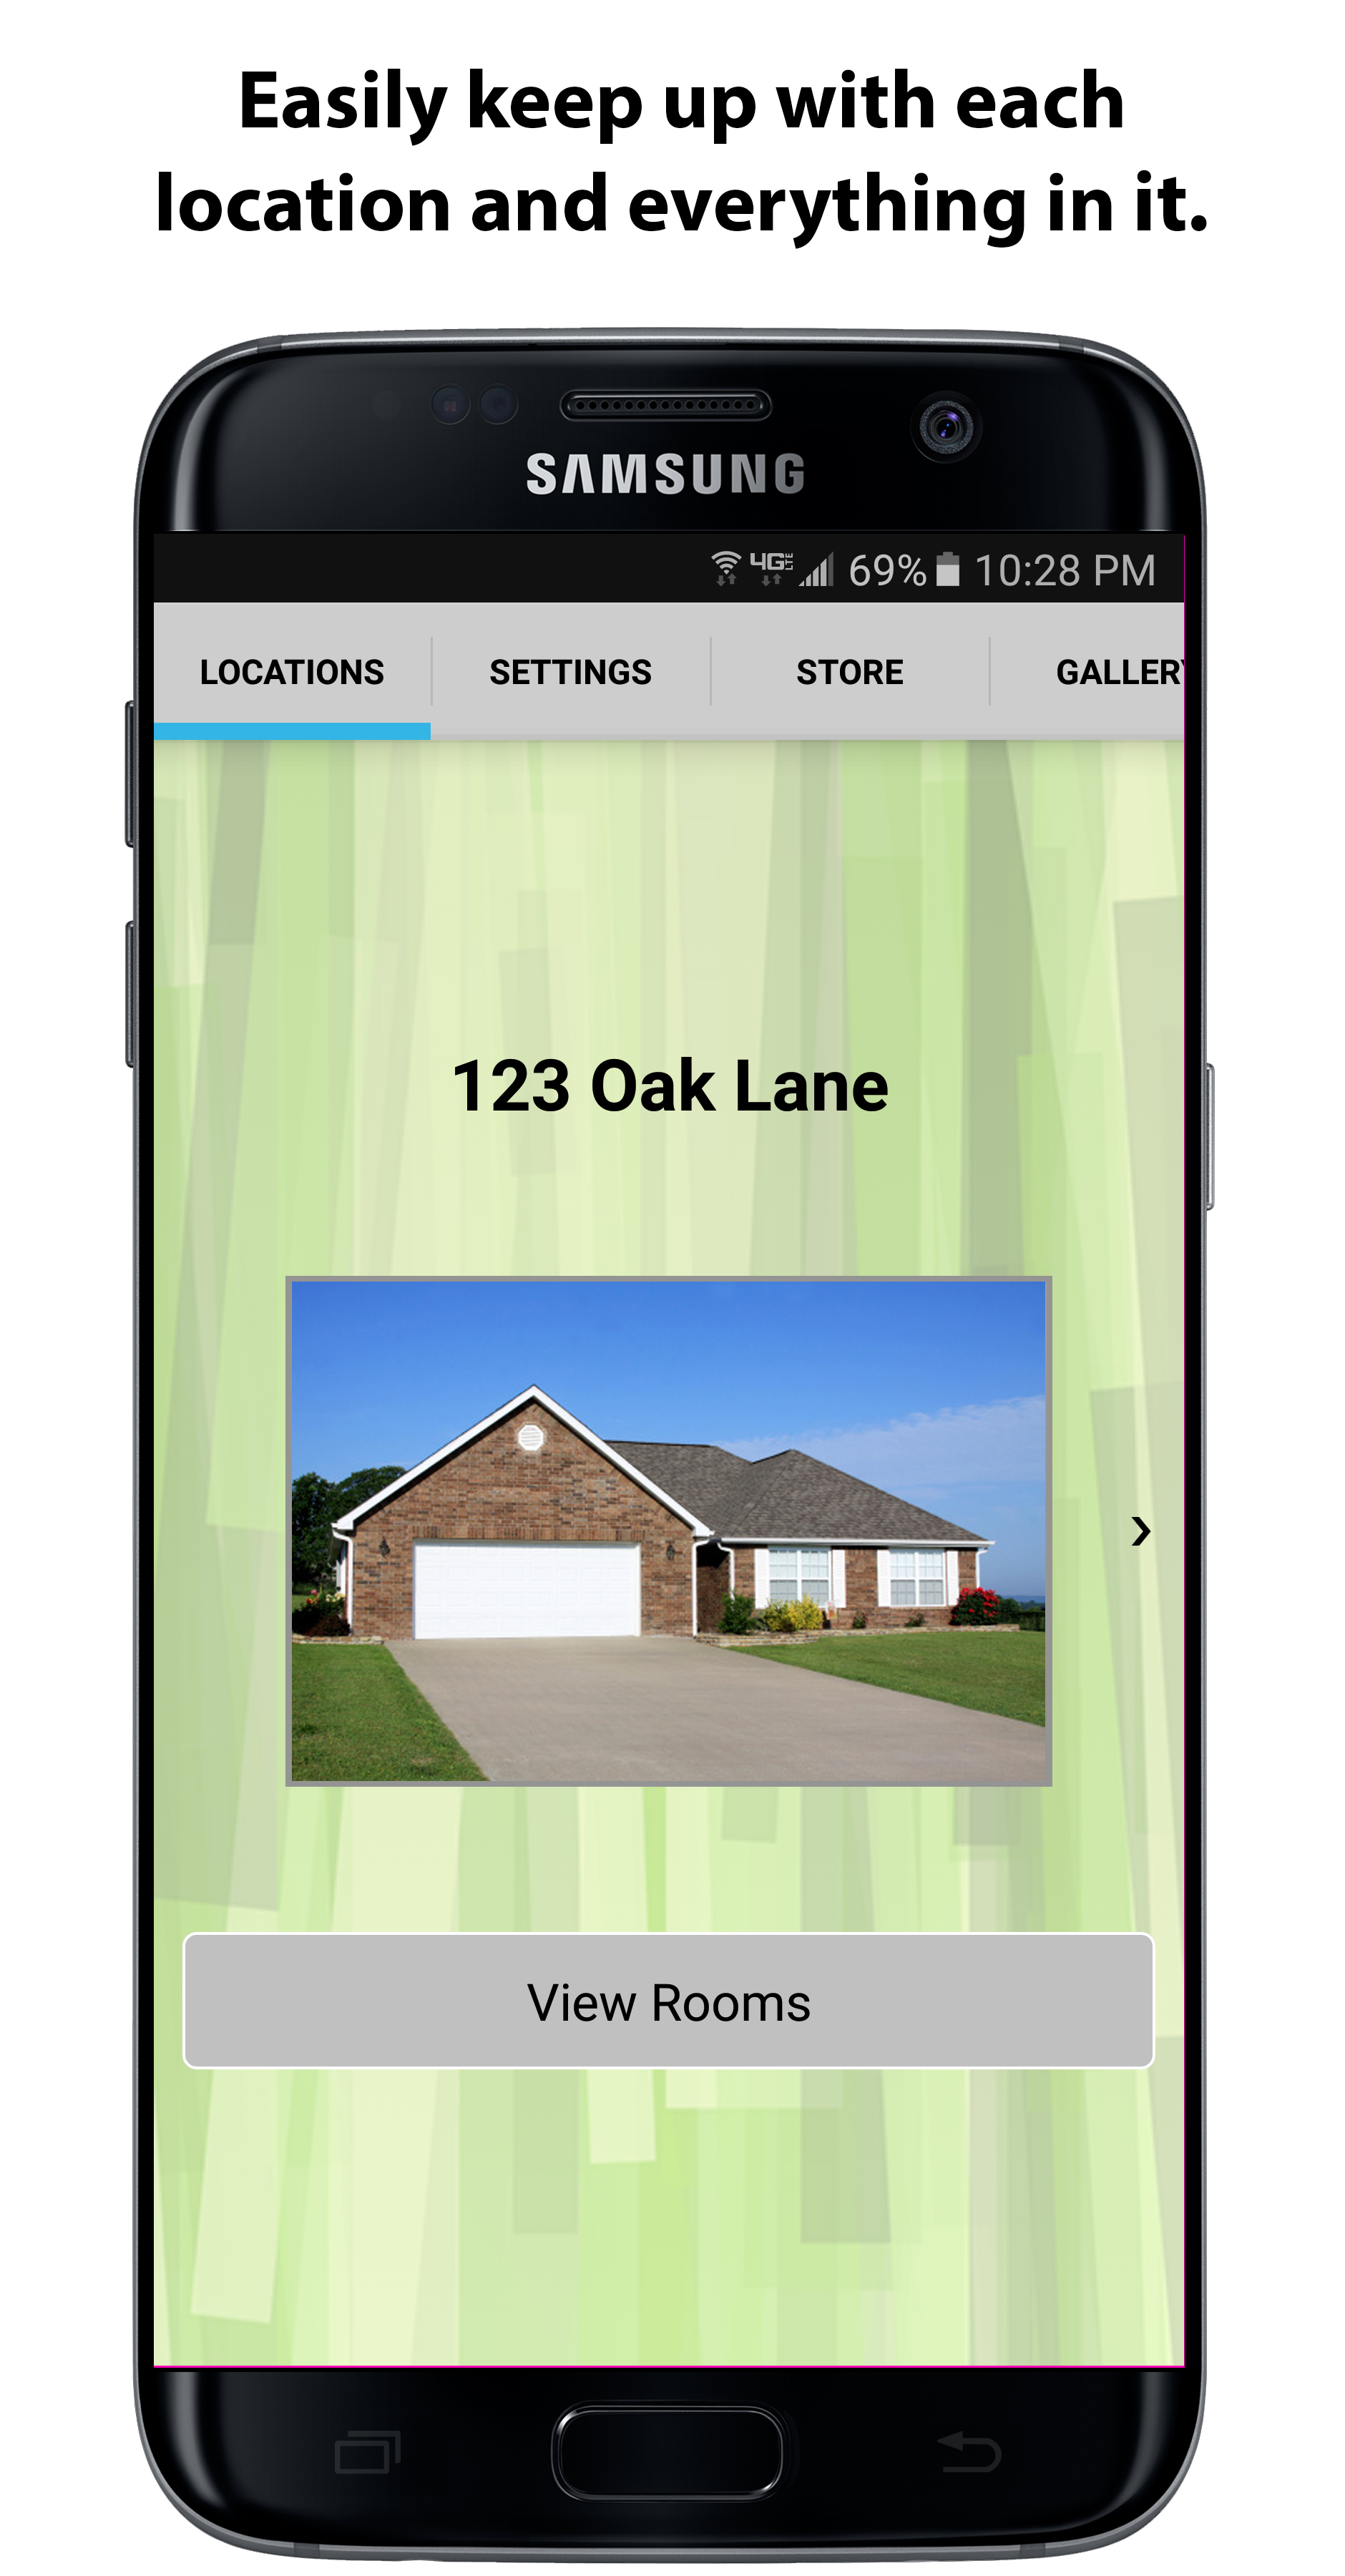 Easily keep up with each
location and everything in it.
SAMSUNG
4G LTE 69% 10:28 PM
LOCATIONS SETTINGS STORE GALLERY
123 Oak Lane
›
View Rooms